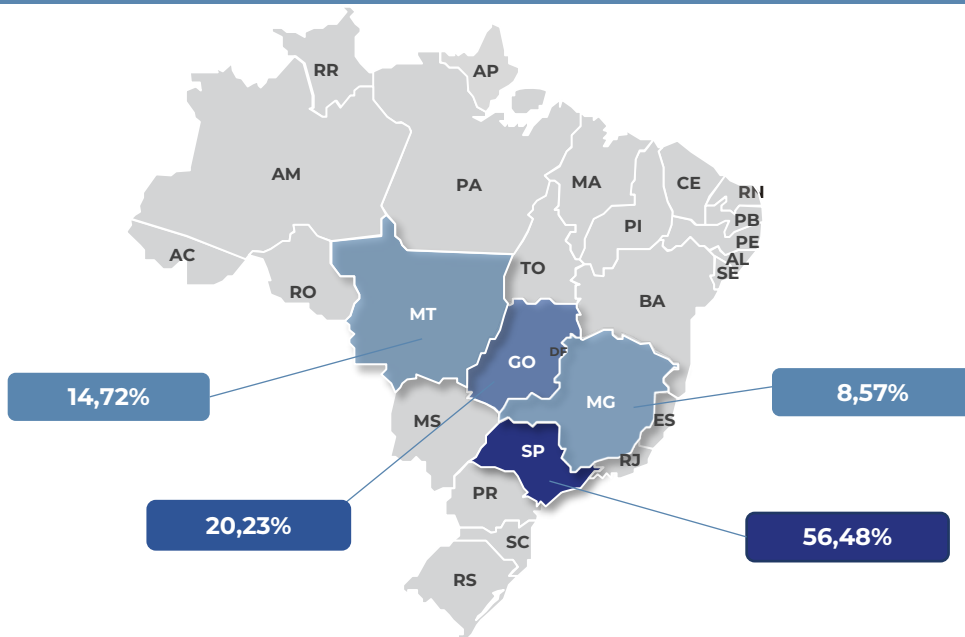 RR
AP
AM
PA
MA
CE
RN
PI
PB
PE
AL
SE
AC
TO
RO
BA
MT
DF
GO
14,72%
8,57%
MG
MS
ES
SP
RJ
PR
20,23%
56,48%
SC
RS